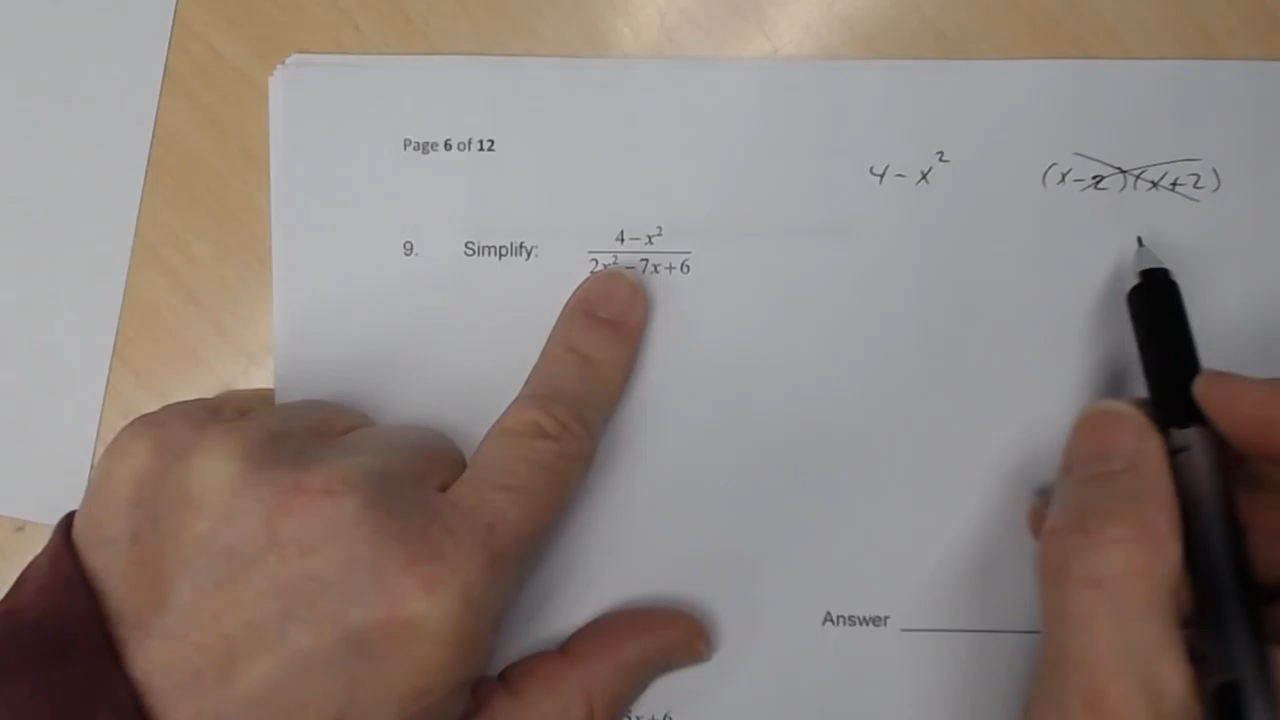 Page 6 of 12
4 - x²
(x-2)(x+2)
9. Simplify:
4-x²
2x²-7x+6
Answer